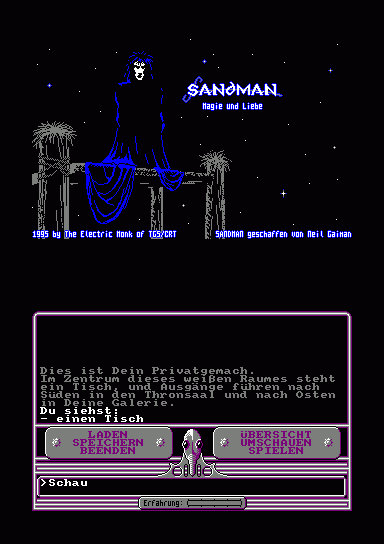 SANDMAN
Magie und Liebe
1995 by The Electric Monk of TGS/CRT
SANDMAN geschaffen von Neil Gaiman
Dies ist Dein Privatgemach.
Im Zentrum dieses weißen Raumes steht
ein Tisch, und Ausgänge führen nach
Süden in den Thronsaal und nach Osten
in Deine Galerie.
Du siehst:
- einen Tisch
LADEN
SPEICHERN
BEENDEN
üBERSICHT
UMSCHAUEN
SPIELEN
>Schau
Erfahrung: